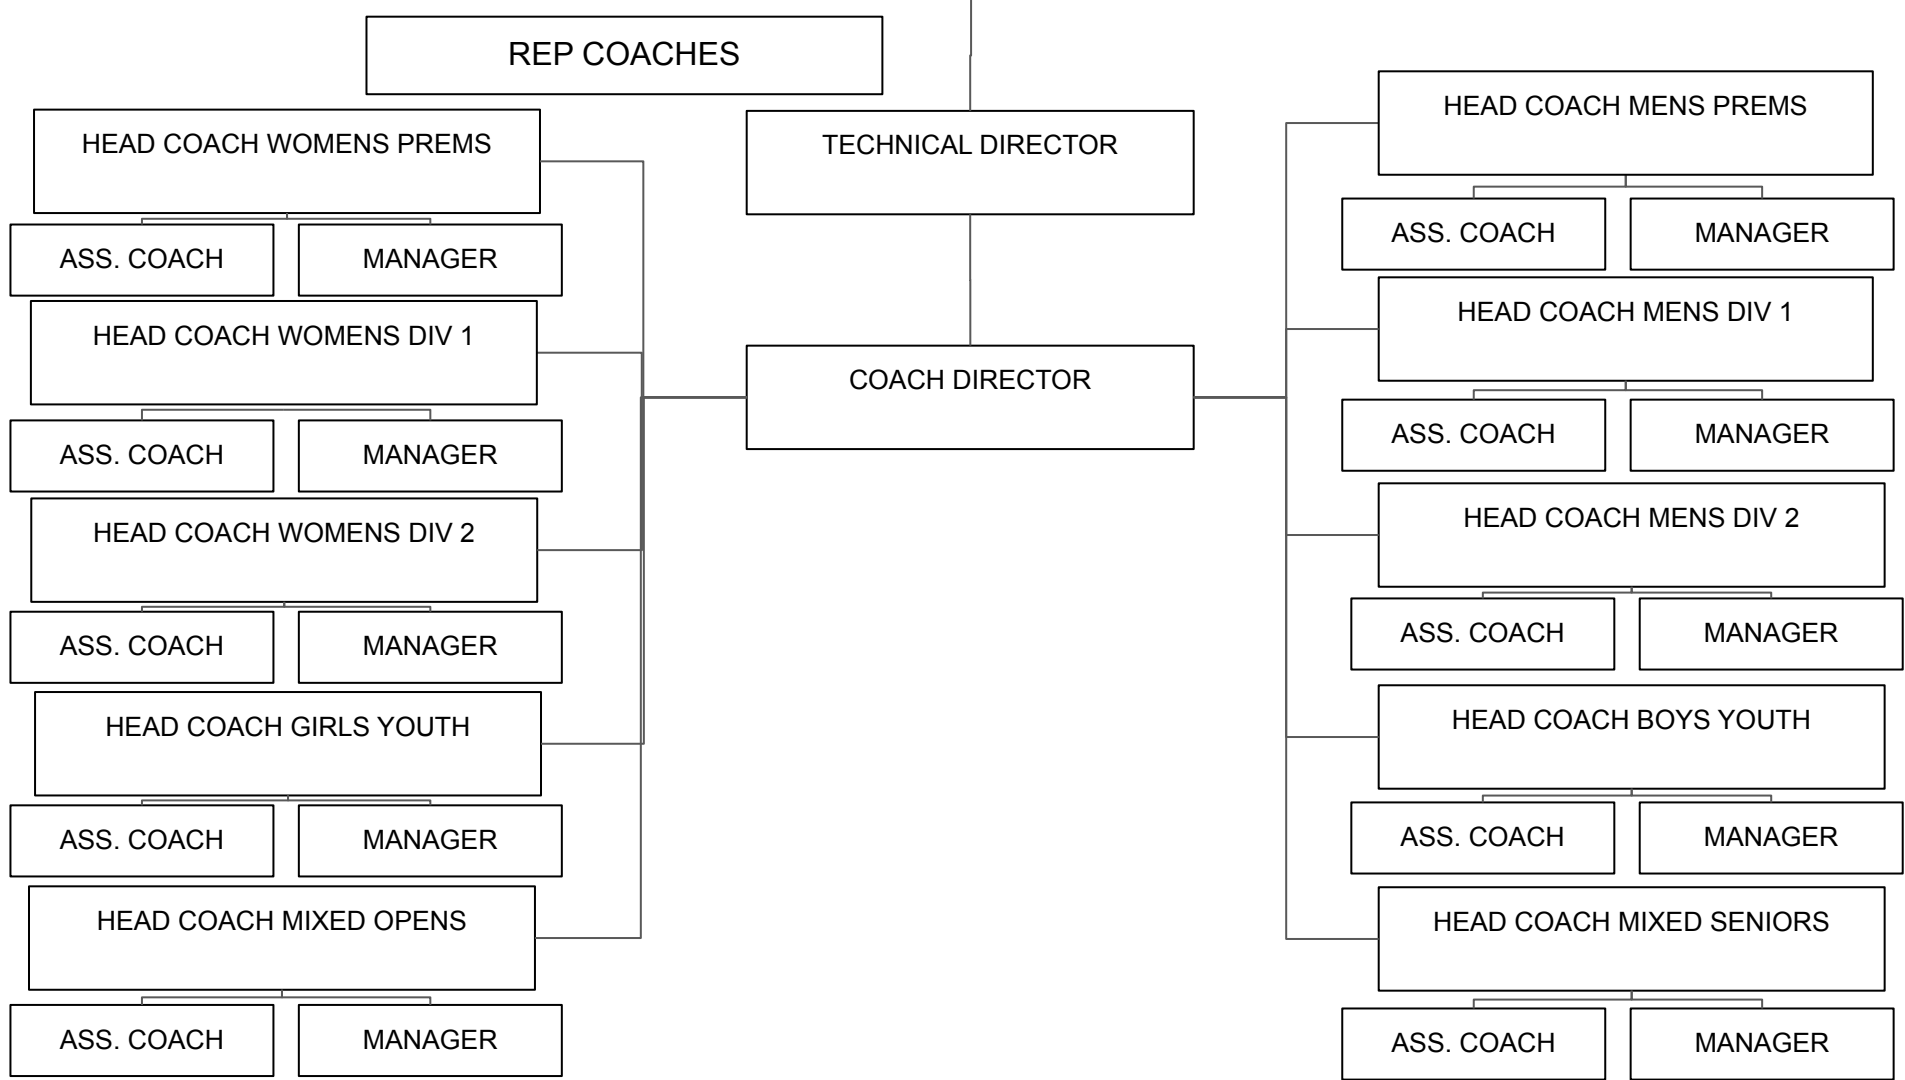 REP COACHES
HEAD COACH WOMENS PREMS
ASS. COACH
MANAGER
HEAD COACH WOMENS DIV 1
ASS. COACH
MANAGER
HEAD COACH WOMENS DIV 2
ASS. COACH
MANAGER
HEAD COACH GIRLS YOUTH
ASS. COACH
MANAGER
HEAD COACH MIXED OPENS
ASS. COACH
MANAGER
TECHNICAL DIRECTOR
COACH DIRECTOR
HEAD COACH MENS PREMS
ASS. COACH
MANAGER
HEAD COACH MENS DIV 1
ASS. COACH
MANAGER
HEAD COACH MENS DIV 2
ASS. COACH
MANAGER
HEAD COACH BOYS YOUTH
ASS. COACH
MANAGER
HEAD COACH MIXED SENIORS
ASS. COACH
MANAGER